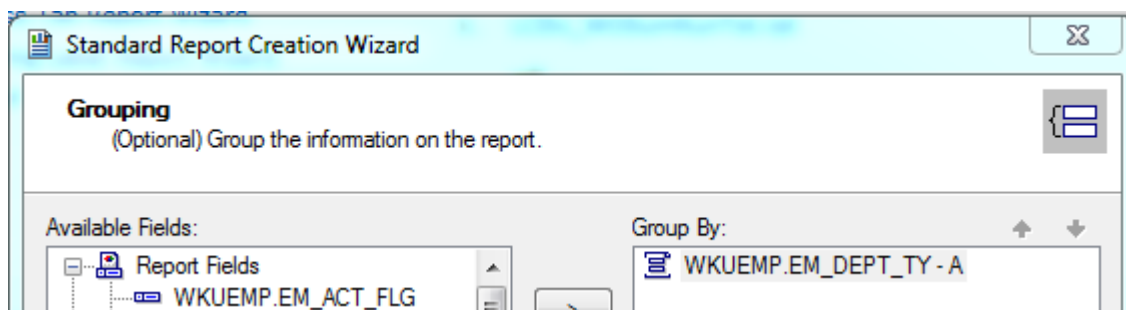 Standard Report Creation Wizard
Grouping
(Optional) Group the information on the report.
Available Fields:
Group By:
Report Fields
WKUEMP.EM_DEPT_TY - A
WKUEMP.EM_ACT_FLG
>